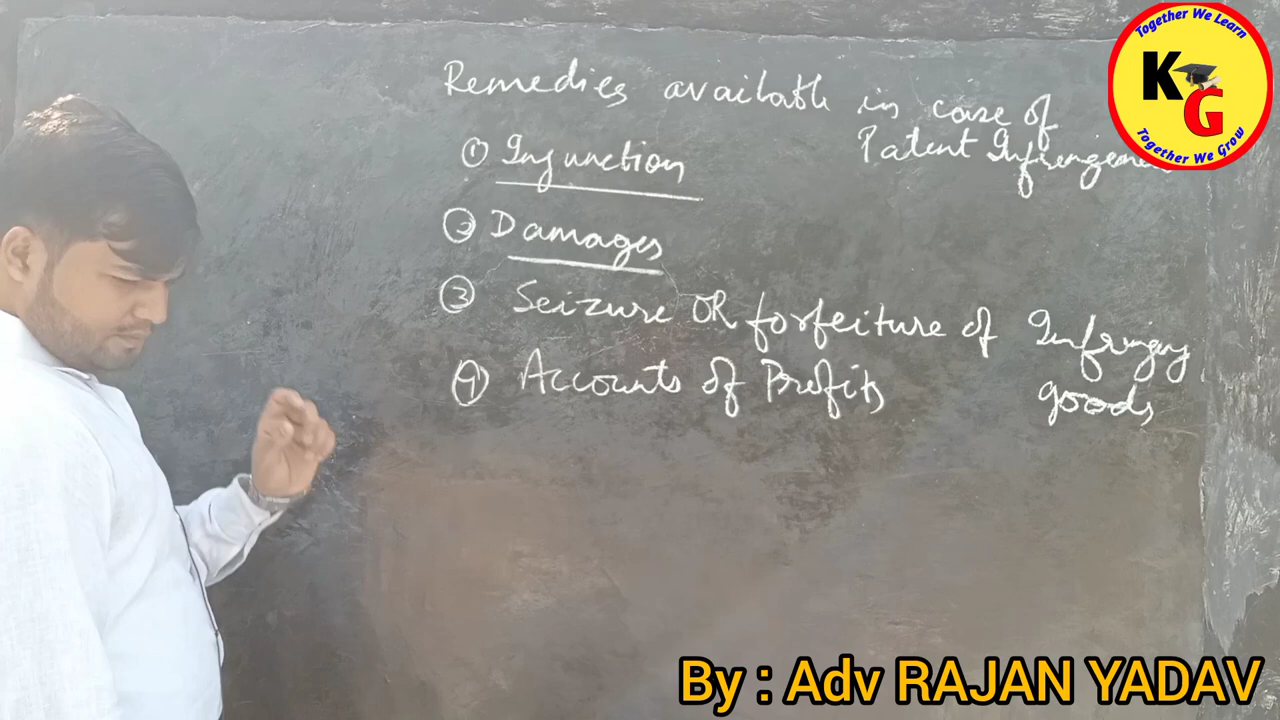 Remedies available in case of
Patent Infringement
① Injunction
② Damages
③ Seizure OR forfeiture of Infringing
goods
④ Accounts of Profits
Together We Learn
KG
Together We Grow
By : Adv RAJAN YADAV